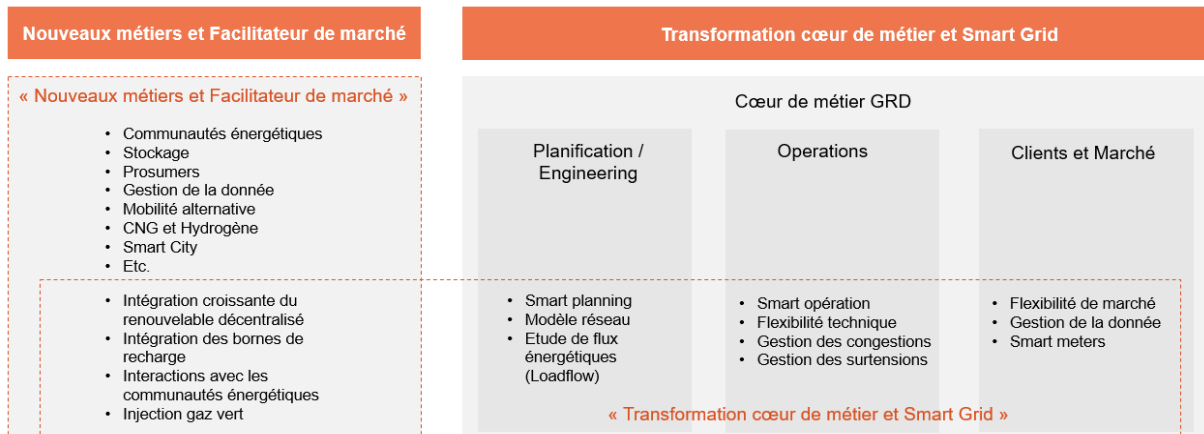 Nouveaux métiers et Facilitateur de marché
« Nouveaux métiers et Facilitateur de marché »
• Communautés énergétiques
• Stockage
• Prosumers
• Gestion de la donnée
• Mobilité alternative
• CNG et Hydrogène
• Smart City
• Etc.
• Intégration croissante du
renouvelable décentralisé
• Intégration des bornes de
recharge
• Interactions avec les
communautés énergétiques
• Injection gaz vert
Transformation cœur de métier et Smart Grid
Cœur de métier GRD
Planification /
Engineering
• Smart planning
• Modèle réseau
• Etude de flux
énergétiques
(Loadflow)
Operations
• Smart opération
• Flexibilité technique
• Gestion des congestions
• Gestion des surtensions
Clients et Marché
• Flexibilité de marché
• Gestion de la donnée
• Smart meters
« Transformation cœur de métier et Smart Grid »